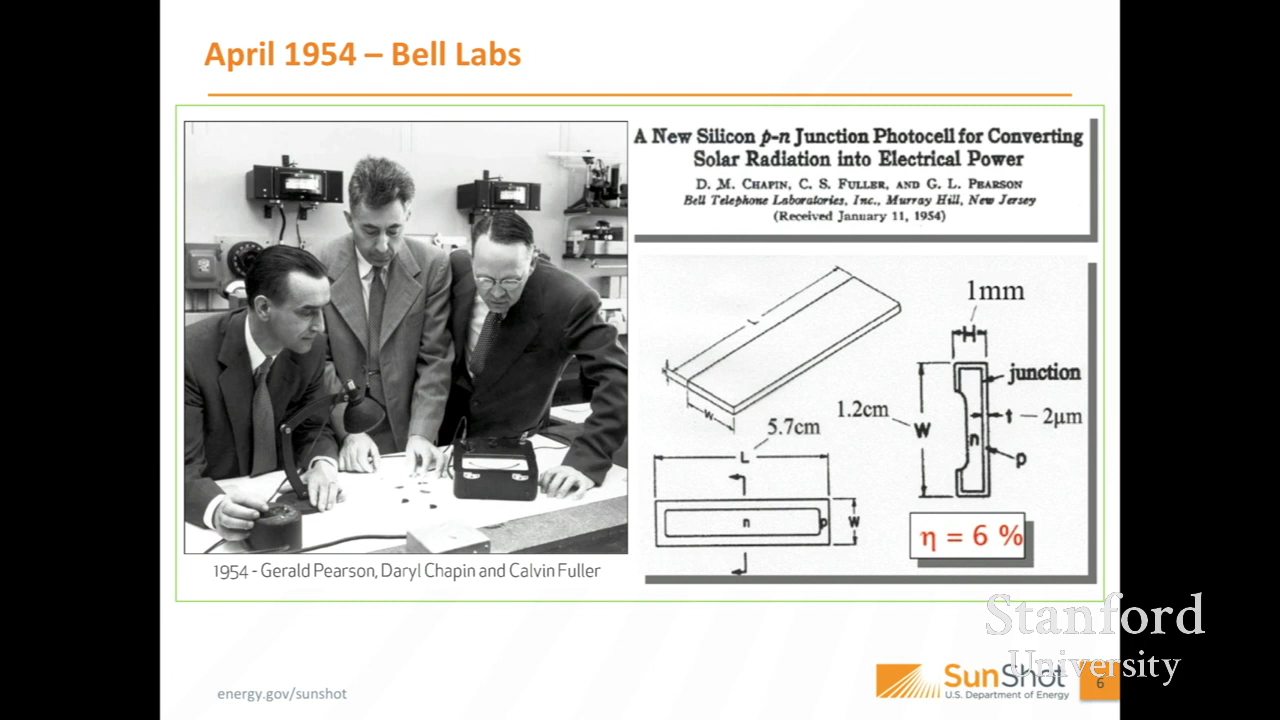 April 1954 – Bell Labs
A New Silicon p-n Junction Photocell for Converting
Solar Radiation into Electrical Power
D. M. CHAPIN, C. S. FULLER, AND G. L. PEARSON
Bell Telephone Laboratories, Inc., Murray Hill, New Jersey
(Received January 11, 1954)
1mm
H
junction
L
1.2cm
W
t
2µm
n
W
5.7cm
p
L
n
p
W
η = 6 %
1954 - Gerald Pearson, Daryl Chapin and Calvin Fuller
Stanford
University
energy.gov/sunshot
SunShot
U.S. Department of Energy
6